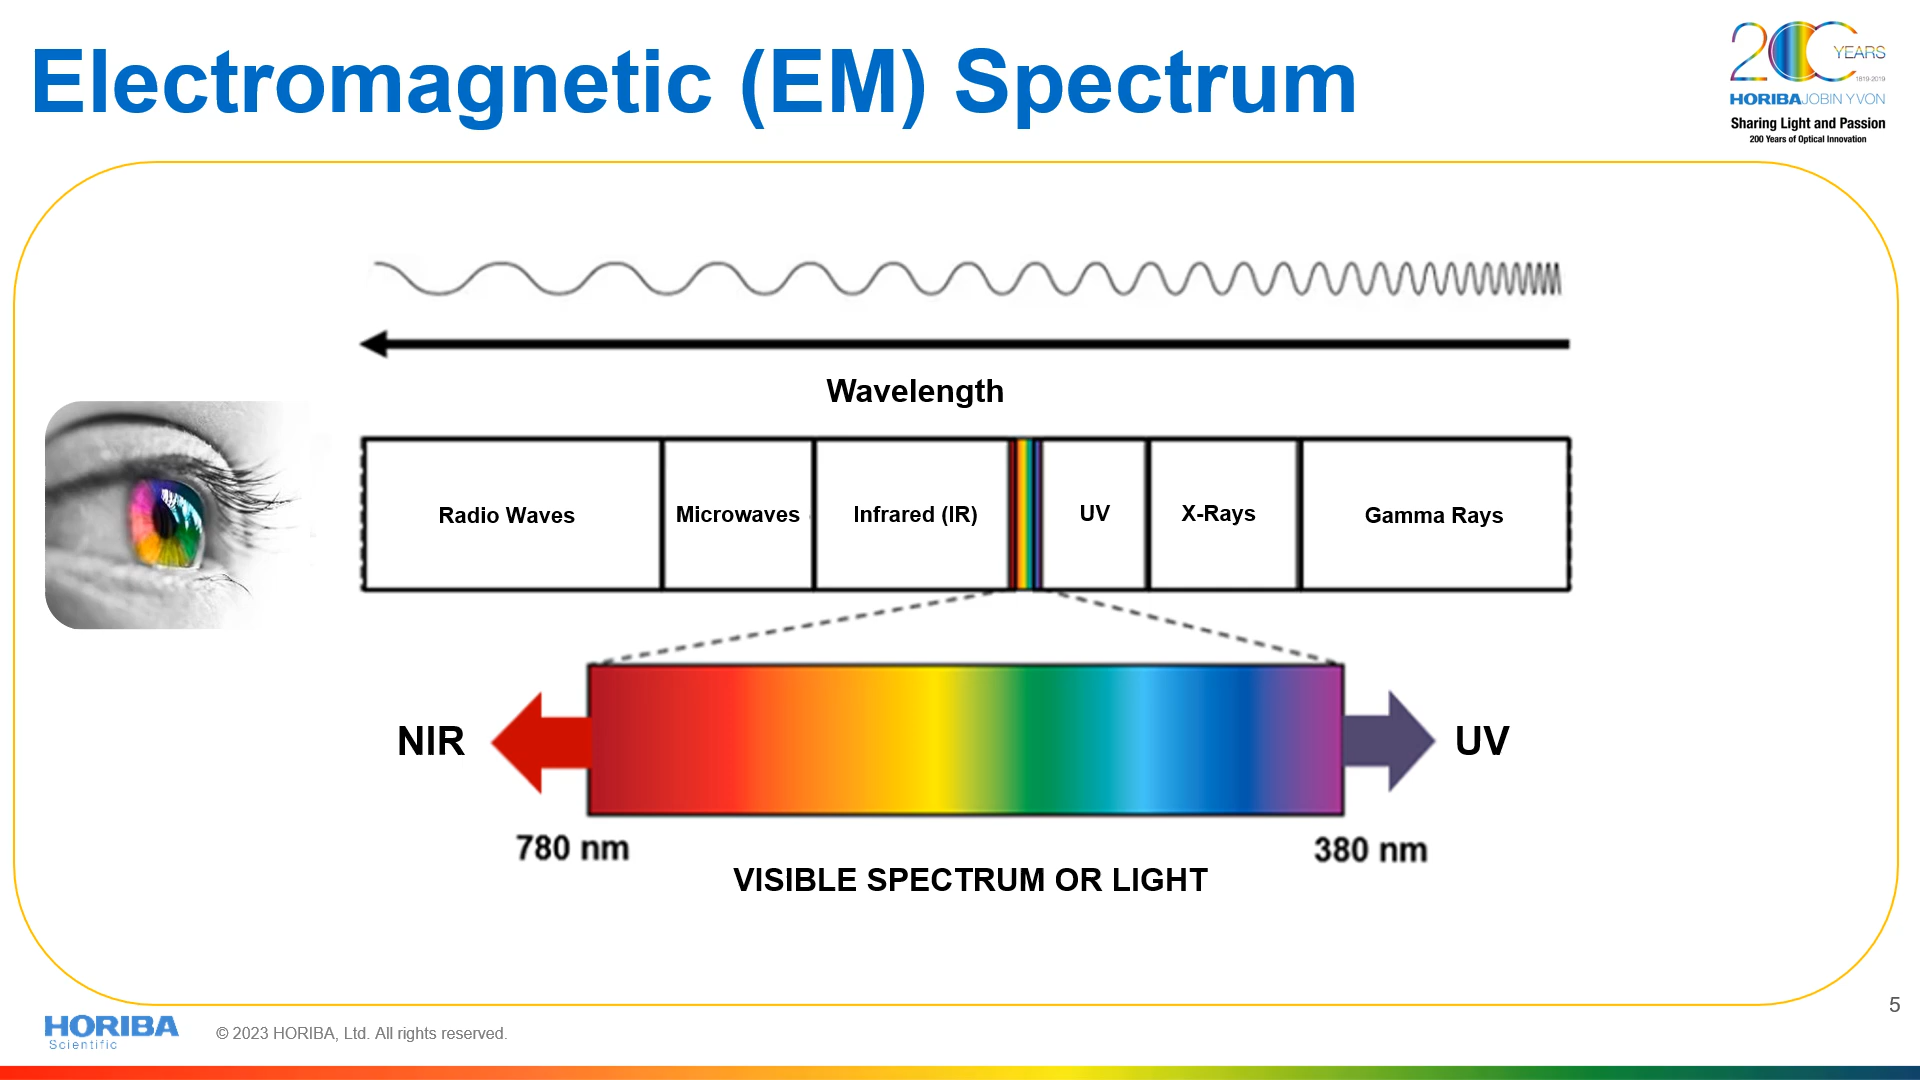 Electromagnetic (EM) Spectrum
200 YEARS
1819-2019
HORIBA JOBIN YVON
Sharing Light and Passion
200 Years of Optical Innovation
Wavelength
Radio Waves
Microwaves
Infrared (IR)
UV
X-Rays
Gamma Rays
NIR
UV
780 nm
380 nm
VISIBLE SPECTRUM OR LIGHT
5
HORIBA
Scientific
© 2023 HORIBA, Ltd. All rights reserved.